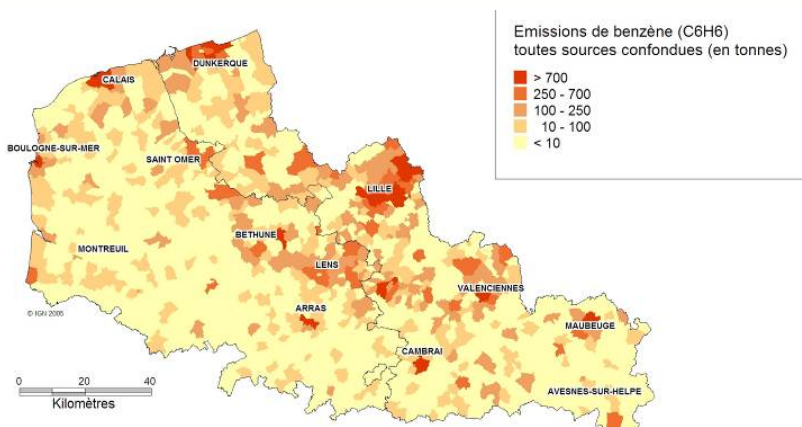 Emissions de benzène (C6H6)
toutes sources confondues (en tonnes)
> 700
250 - 700
100 - 250
10 - 100
< 10
DUNKERQUE
CALAIS
BOULOGNE-SUR-MER
SAINT OMER
LILLE
BETHUNE
MONTREUIL
LENS
VALENCIENNES
ARRAS
© IGN 2005
MAUBEUGE
CAMBRAI
AVESNES-SUR-HELPE
0 20 40
Kilomètres